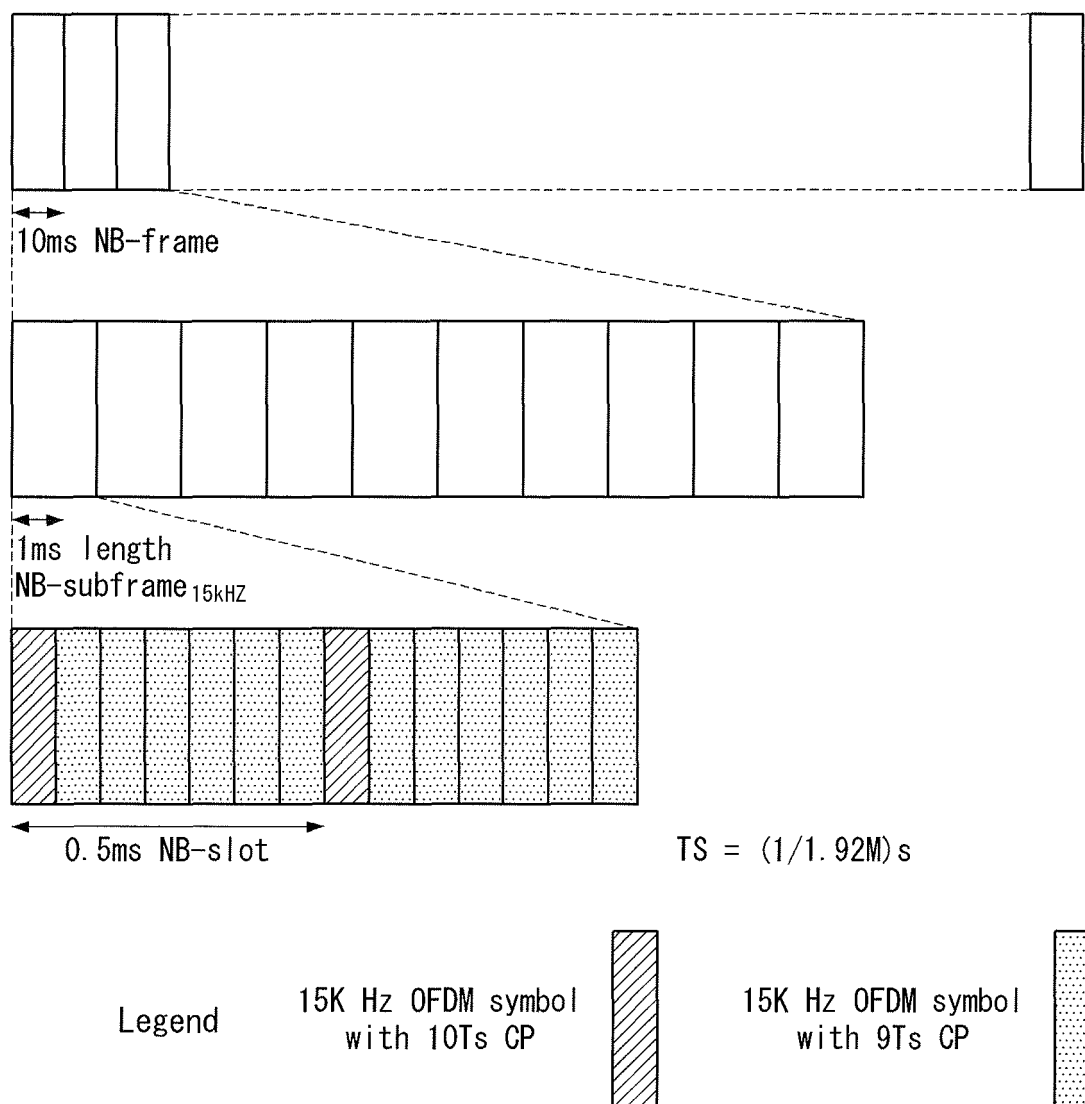 10ms NB-frame
1ms length
NB-subframe15kHZ
0.5ms NB-slot
TS = (1/1.92M)s
Legend
15K Hz OFDM symbol
with 10Ts CP
15K Hz OFDM symbol
with 9Ts CP